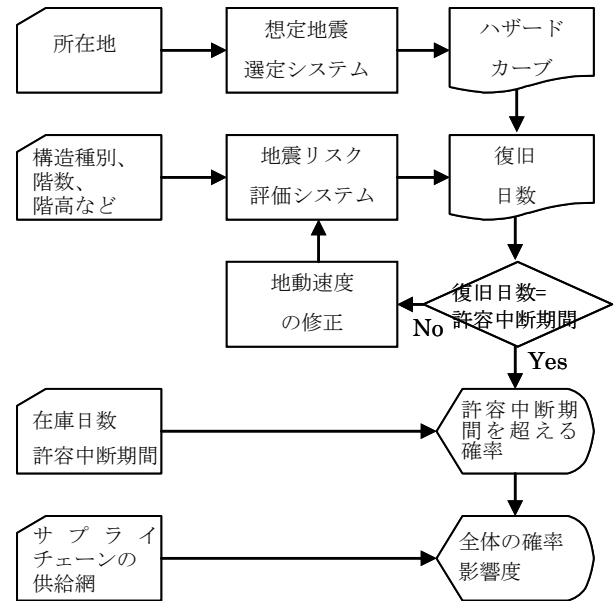 所在地
想定地震
選定システム
ハザード
カーブ
構造種別、
階数、
階高など
地震リスク
評価システム
復旧
日数
地動速度
の修正
復旧日数=
許容中断期間
No
Yes
在庫日数
許容中断期間
許容中断期
間を超える
確率
サプライ
チェーンの
供給網
全体の確率
影響度